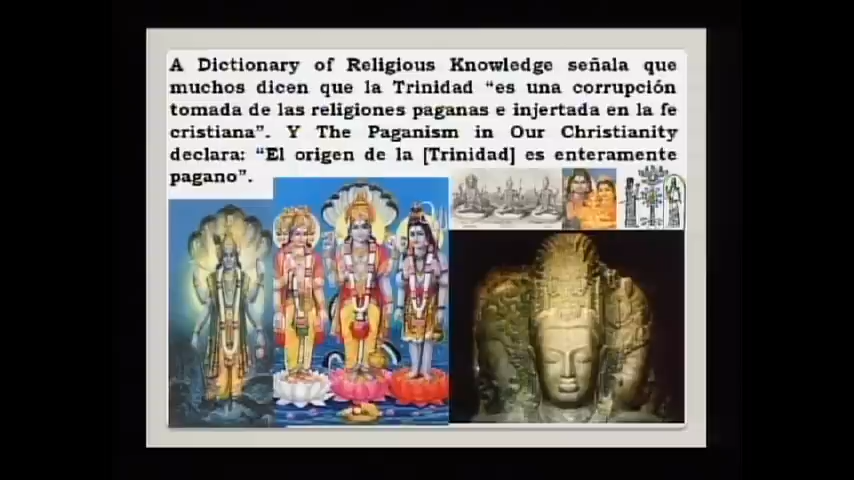 A Dictionary of Religious Knowledge señala que
muchos dicen que la Trinidad “es una corrupción
tomada de las religiones paganas e injertada en la fe
cristiana”. Y The Paganism in Our Christianity
declara: “El origen de la [Trinidad] es enteramente
pagano”.